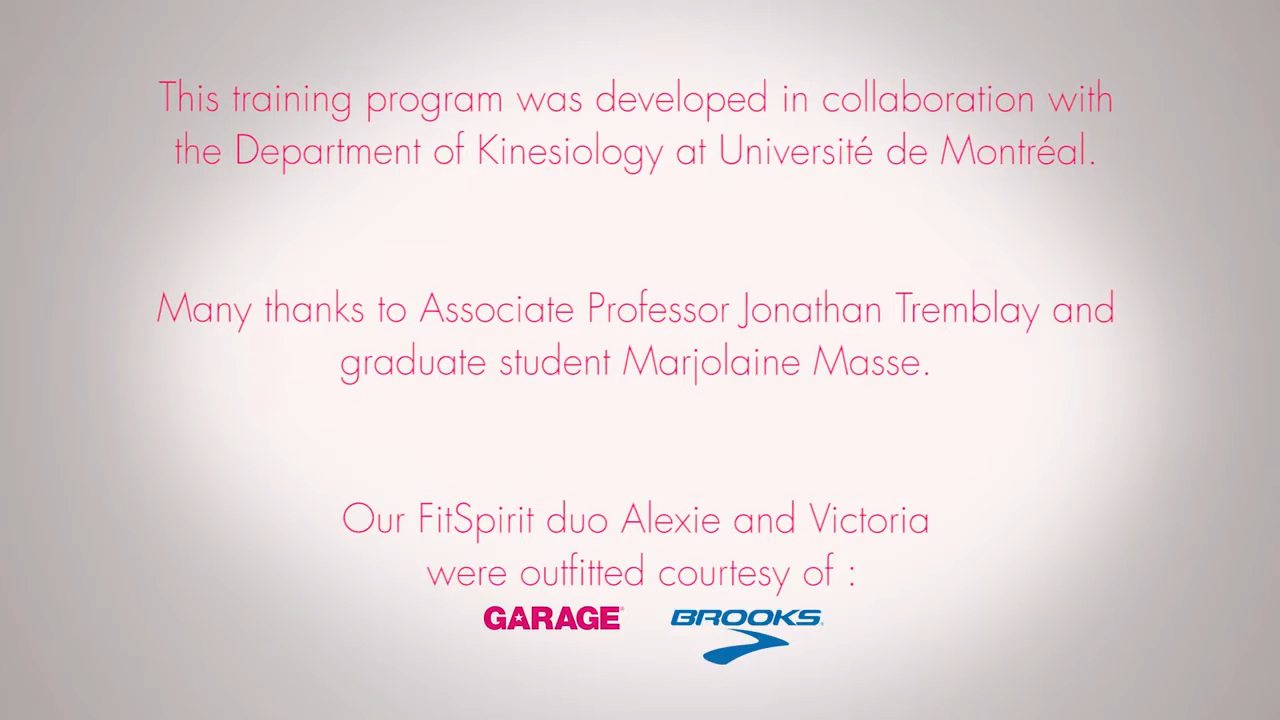 This training program was developed in collaboration with
the Department of Kinesiology at Université de Montréal.
Many thanks to Associate Professor Jonathan Tremblay and
graduate student Marjolaine Masse.
Our FitSpirit duo Alexie and Victoria
were outfitted courtesy of :
GARAGE® BROOKS®